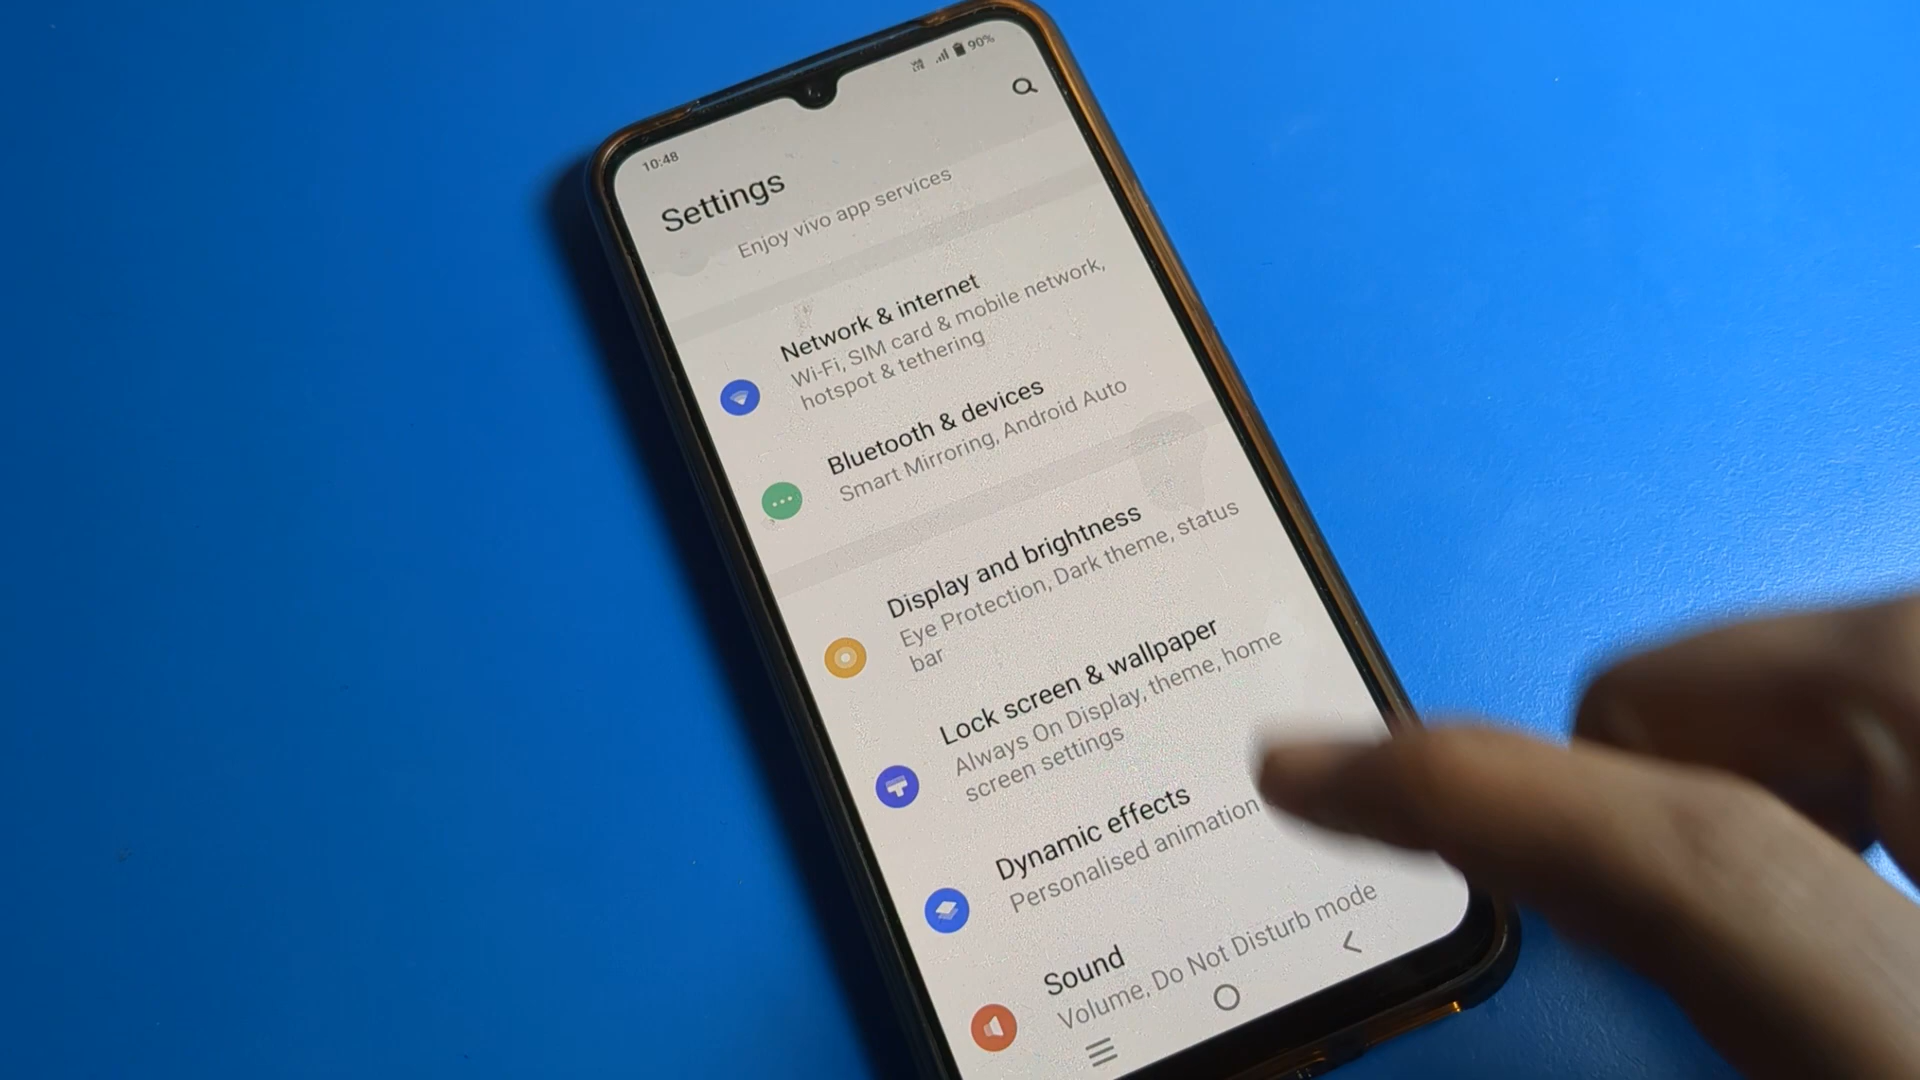 90%
10:48
Settings
Enjoy vivo app services
Network & internet
Wi-Fi, SIM card & mobile network,
hotspot & tethering
Bluetooth & devices
Smart Mirroring, Android Auto
Display and brightness
Eye Protection, Dark theme, status
bar
Lock screen & wallpaper
Always On Display, theme, home
screen settings
Dynamic effects
Personalised animation
Sound
Volume, Do Not Disturb mode